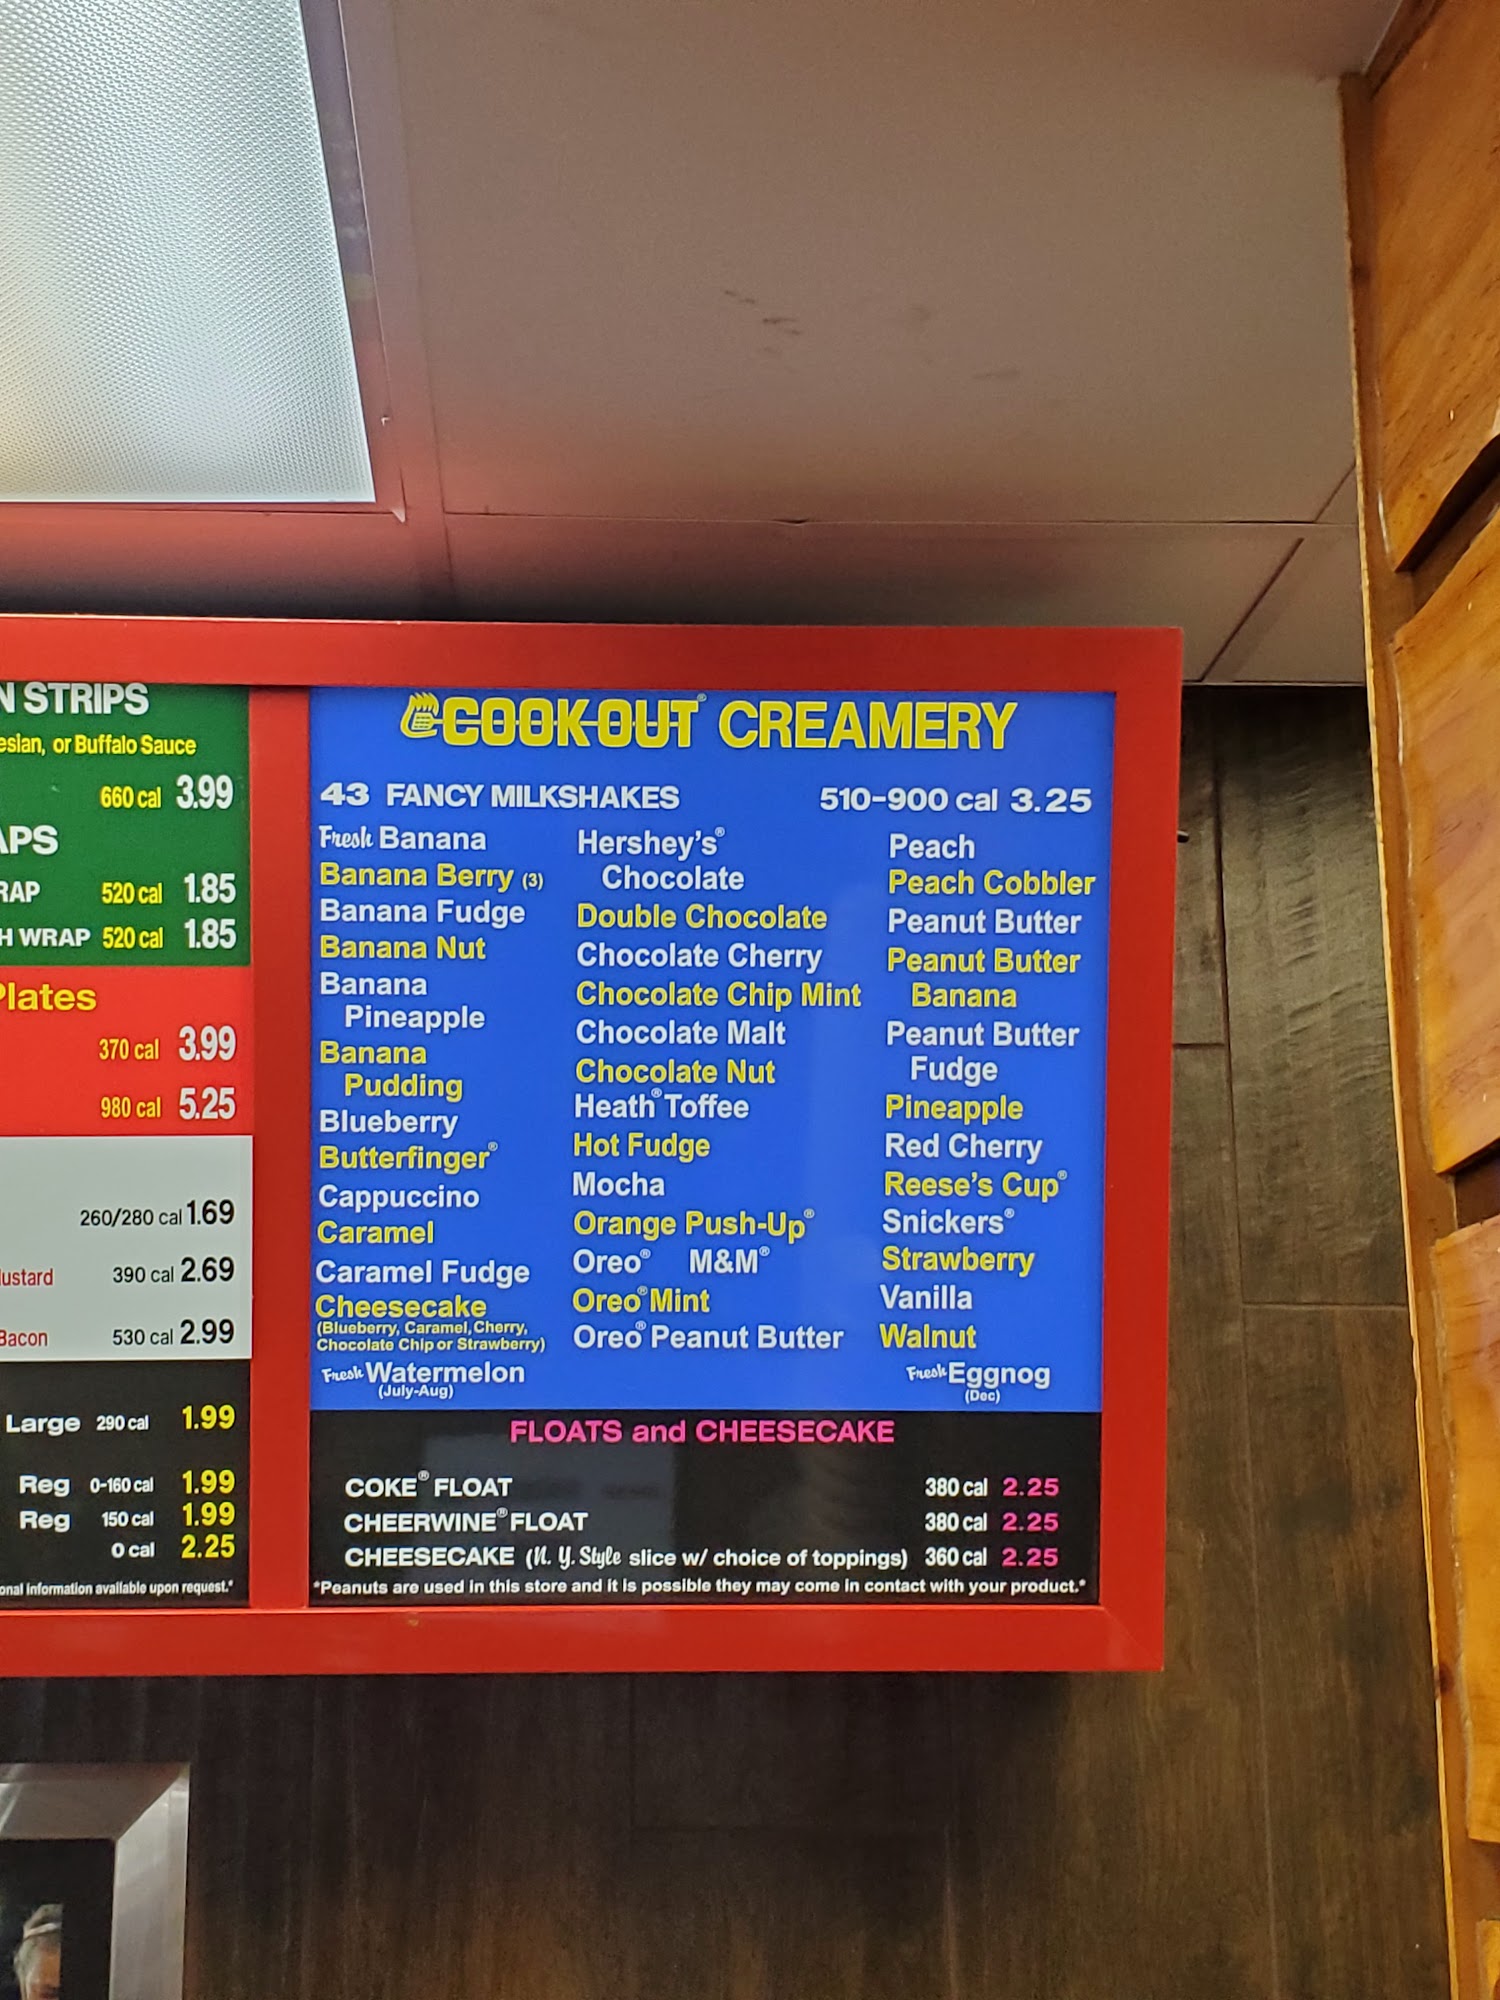 N STRIPS
esian, or Buffalo Sauce
660 cal 3.99
APS
RAP 520 cal 1.85
H WRAP 520 cal 1.85
Plates
370 cal 3.99
980 cal 5.25
260/280 cal 1.69
lustard 390 cal 2.69
Bacon 530 cal 2.99
Large 290 cal 1.99
Reg 0-160 cal 1.99
Reg 150 cal 1.99
0 cal 2.25
onal information available upon request.*
COOK-OUT® CREAMERY
43 FANCY MILKSHAKES 510-900 cal 3.25
Fresh Banana
Banana Berry (3)
Banana Fudge
Banana Nut
Banana
Pineapple
Banana
Pudding
Blueberry
Butterfinger®
Cappuccino
Caramel
Caramel Fudge
Cheesecake
(Blueberry, Caramel, Cherry,
Chocolate Chip or Strawberry)
Fresh Watermelon
(July-Aug)
Hershey's®
Chocolate
Double Chocolate
Chocolate Cherry
Chocolate Chip Mint
Chocolate Malt
Chocolate Nut
Heath® Toffee
Hot Fudge
Mocha
Orange Push-Up®
Oreo® M&M®
Oreo® Mint
Oreo® Peanut Butter
Peach
Peach Cobbler
Peanut Butter
Peanut Butter
Banana
Peanut Butter
Fudge
Pineapple
Red Cherry
Reese's Cup®
Snickers®
Strawberry
Vanilla
Walnut
Fresh Eggnog
(Dec)
FLOATS and CHEESECAKE
COKE® FLOAT 380 cal 2.25
CHEERWINE® FLOAT 380 cal 2.25
CHEESECAKE (N. Y. Style slice w/ choice of toppings) 360 cal 2.25
*Peanuts are used in this store and it is possible they may come in contact with your product.*